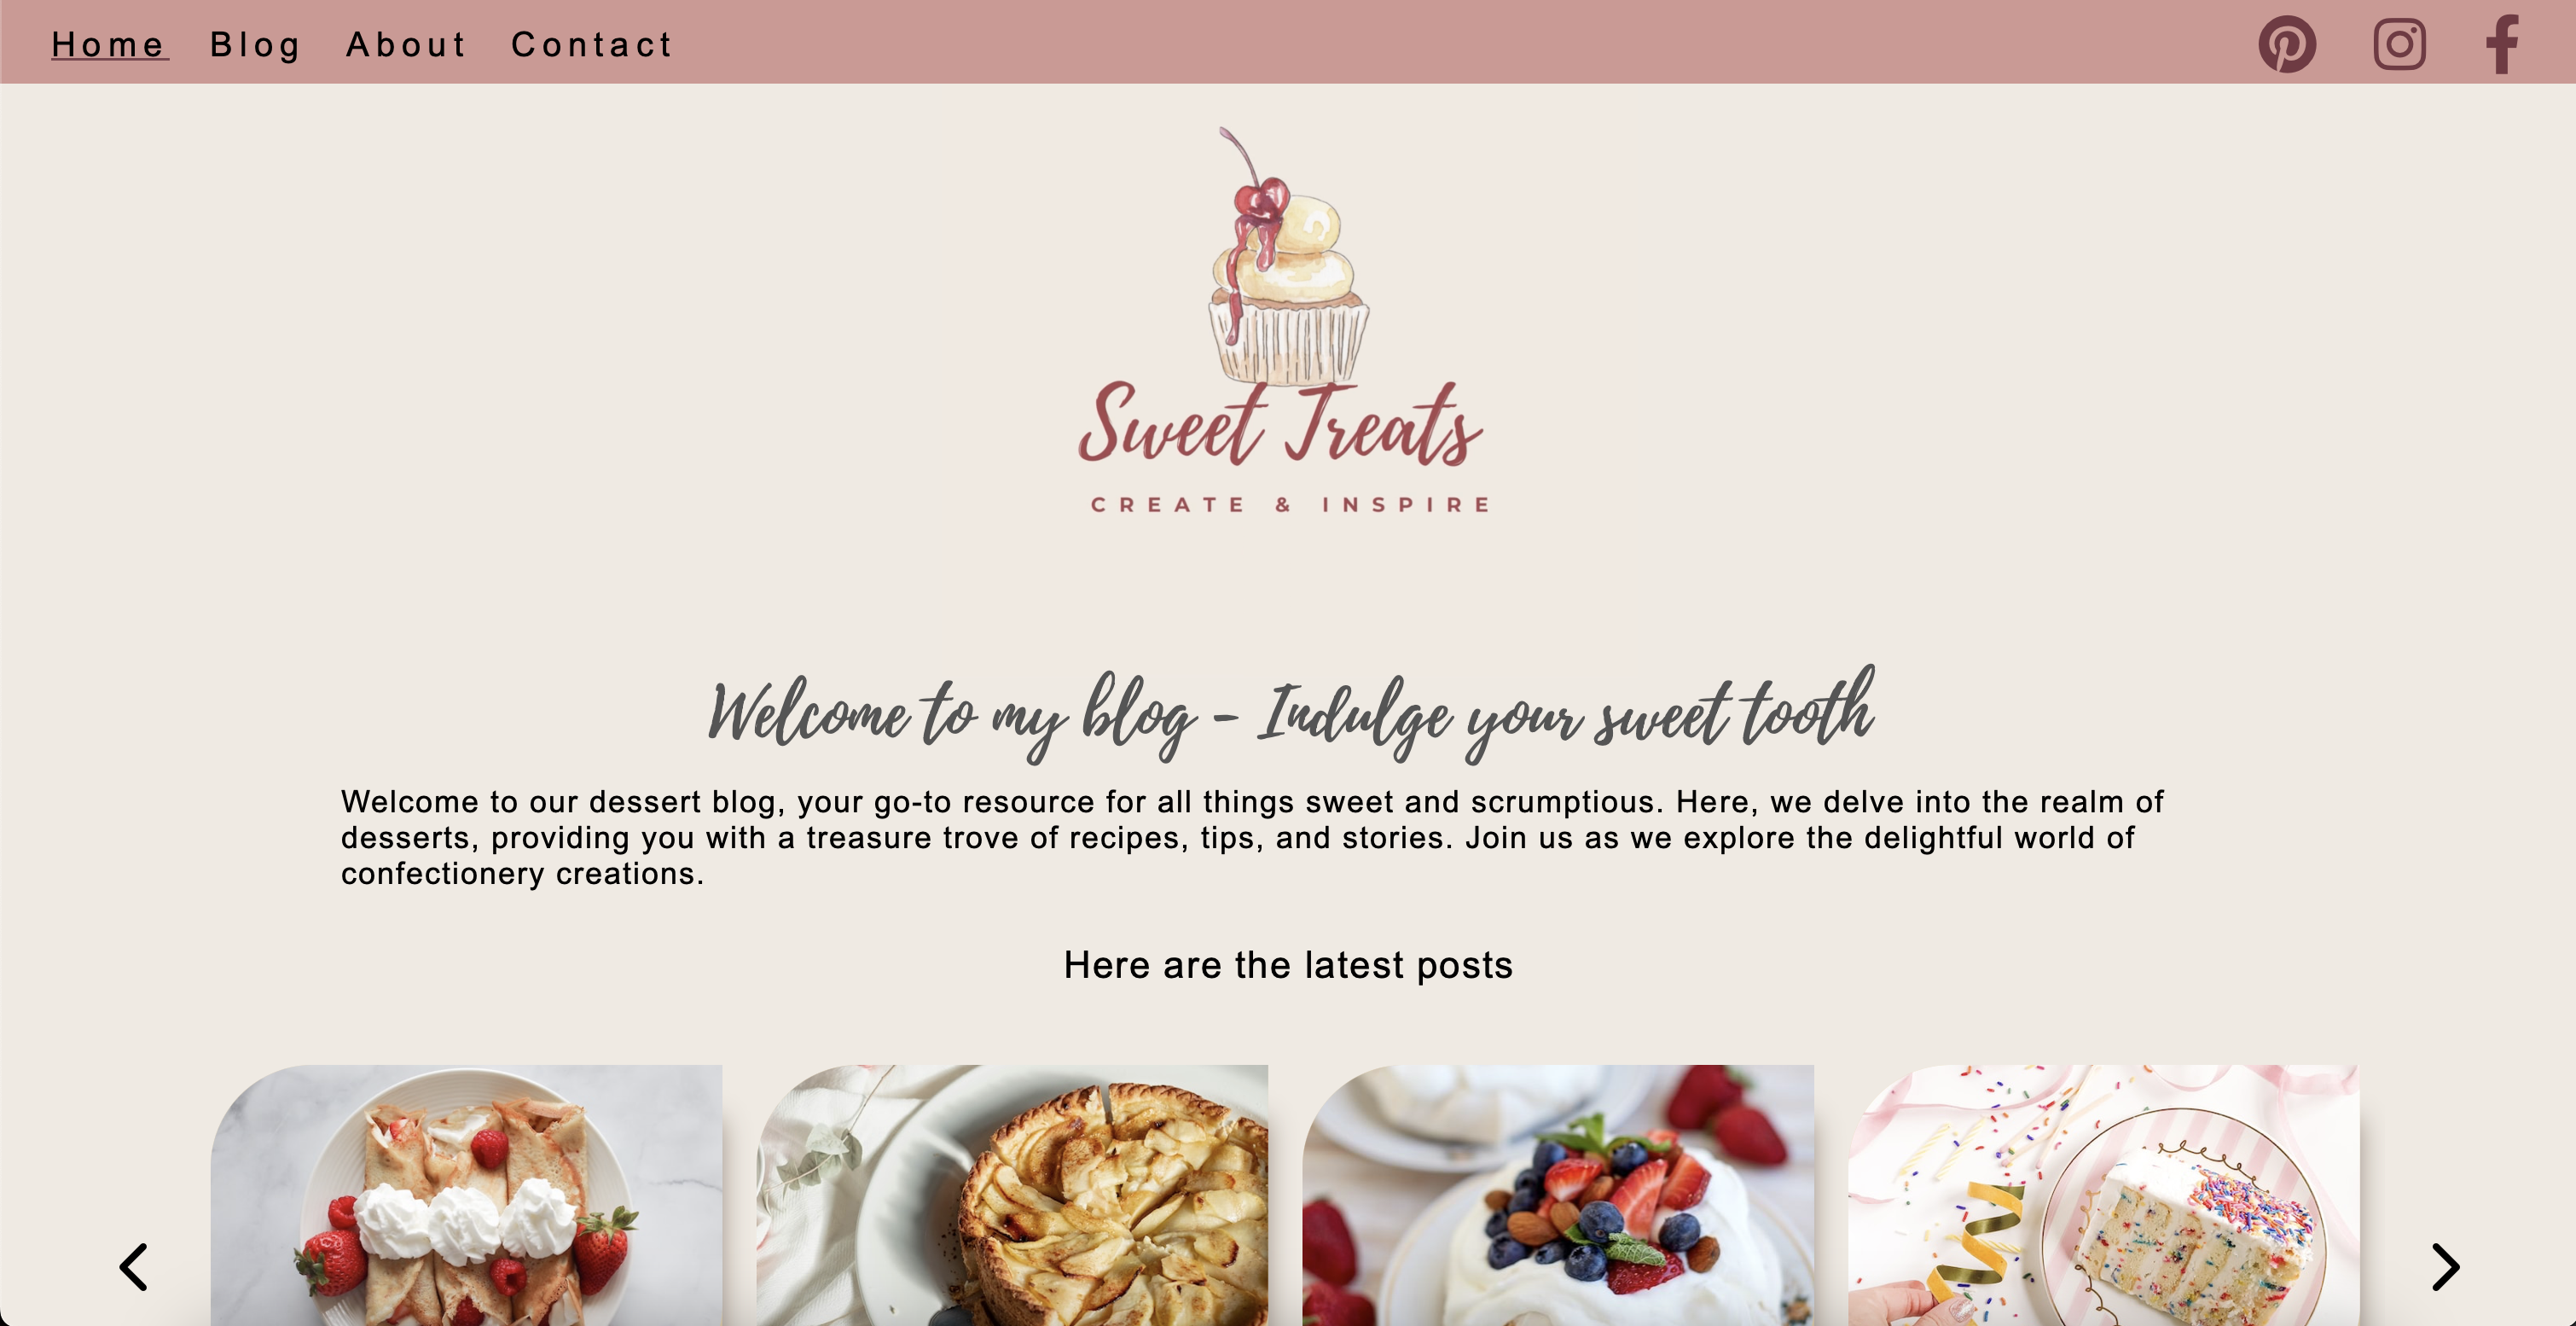 Home Blog About Contact
Sweet Treats
CREATE & INSPIRE
Welcome to my blog - Indulge your sweet tooth
Welcome to our dessert blog, your go-to resource for all things sweet and scrumptious. Here, we delve into the realm of
desserts, providing you with a treasure trove of recipes, tips, and stories. Join us as we explore the delightful world of
confectionery creations.
Here are the latest posts